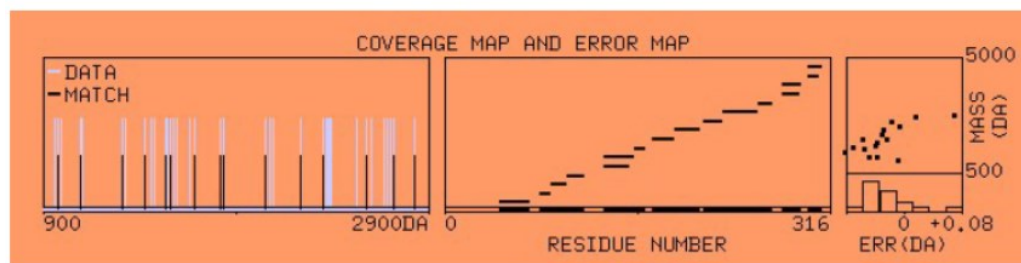 COVERAGE MAP AND ERROR MAP
DATA
MATCH
900
2900DA
0
316
RESIDUE NUMBER
5000
MASS
(DA)
500
0 +0.08
ERR(DA)